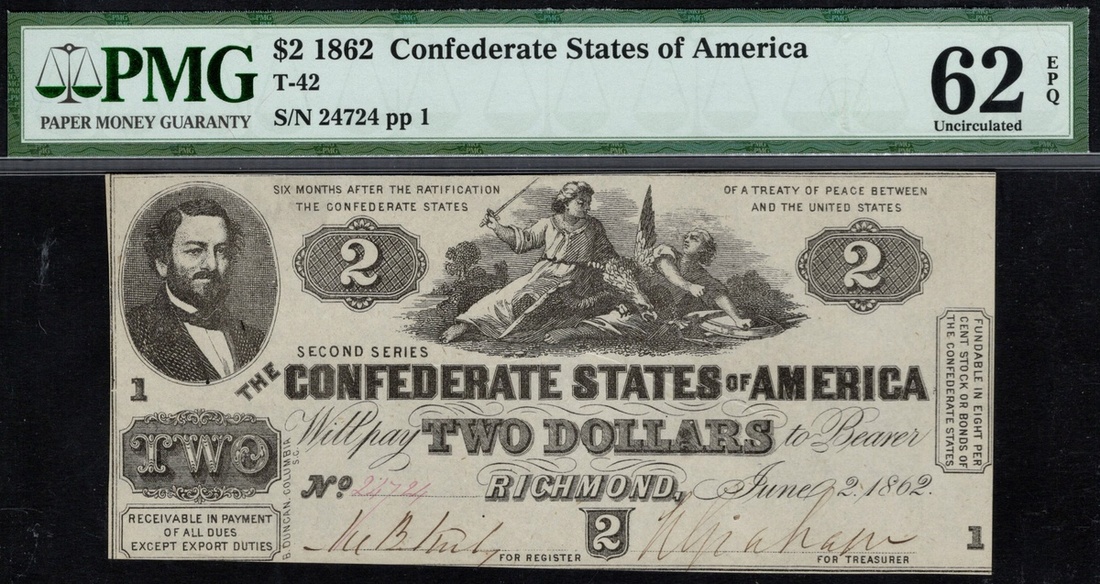 PMG
PAPER MONEY GUARANTY
$2 1862 Confederate States of America
T-42
S/N 24724 pp 1
62
Uncirculated
EPQ
SIX MONTHS AFTER THE RATIFICATION
OF A TREATY OF PEACE BETWEEN
THE CONFEDERATE STATES
AND THE UNITED STATES
2
2
SECOND SERIES
1
THE CONFEDERATE STATES OF AMERICA
Will pay TWO DOLLARS to Bearer
TWO
No 24724
RICHMOND, June 2. 1862.
RECEIVABLE IN PAYMENT
OF ALL DUES
EXCEPT EXPORT DUTIES
B. DUNCAN, COLUMBIA
S.C.
FOR REGISTER
2
FOR TREASURER
1
FUNDABLE IN EIGHT PER
CENT STOCK OR BONDS OF
THE CONFEDERATE STATES